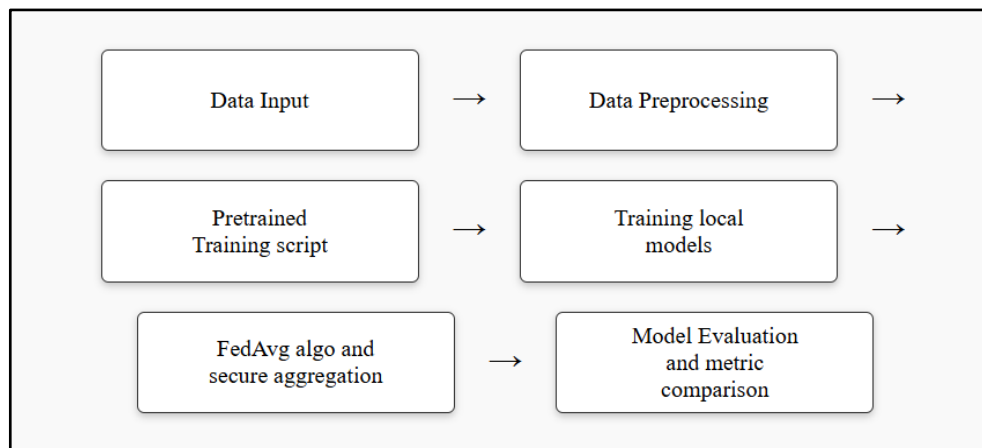 Data Input
Data Preprocessing
Pretrained
Training script
Training local
models
FedAvg algo and
secure aggregation
Model Evaluation
and metric
comparison